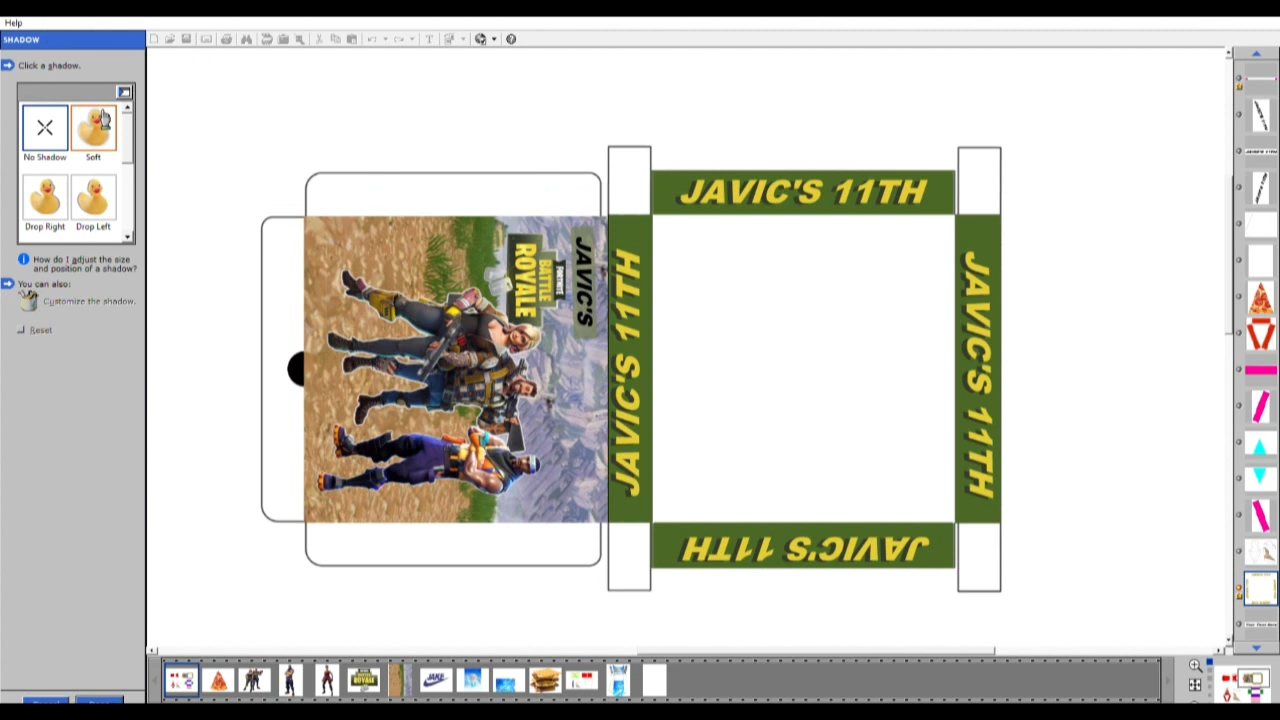 Help
SHADOW
Click a shadow.
No Shadow
Soft
Drop Right
Drop Left
How do I adjust the size
and position of a shadow?
You can also:
Customize the shadow.
Reset
JAVIC'S 11TH
JAVIC'S
FORTNITE
BATTLE
ROYALE
JAVIC'S 11TH
JAVIC'S 11TH
JAVIC'S 11TH
JAKE